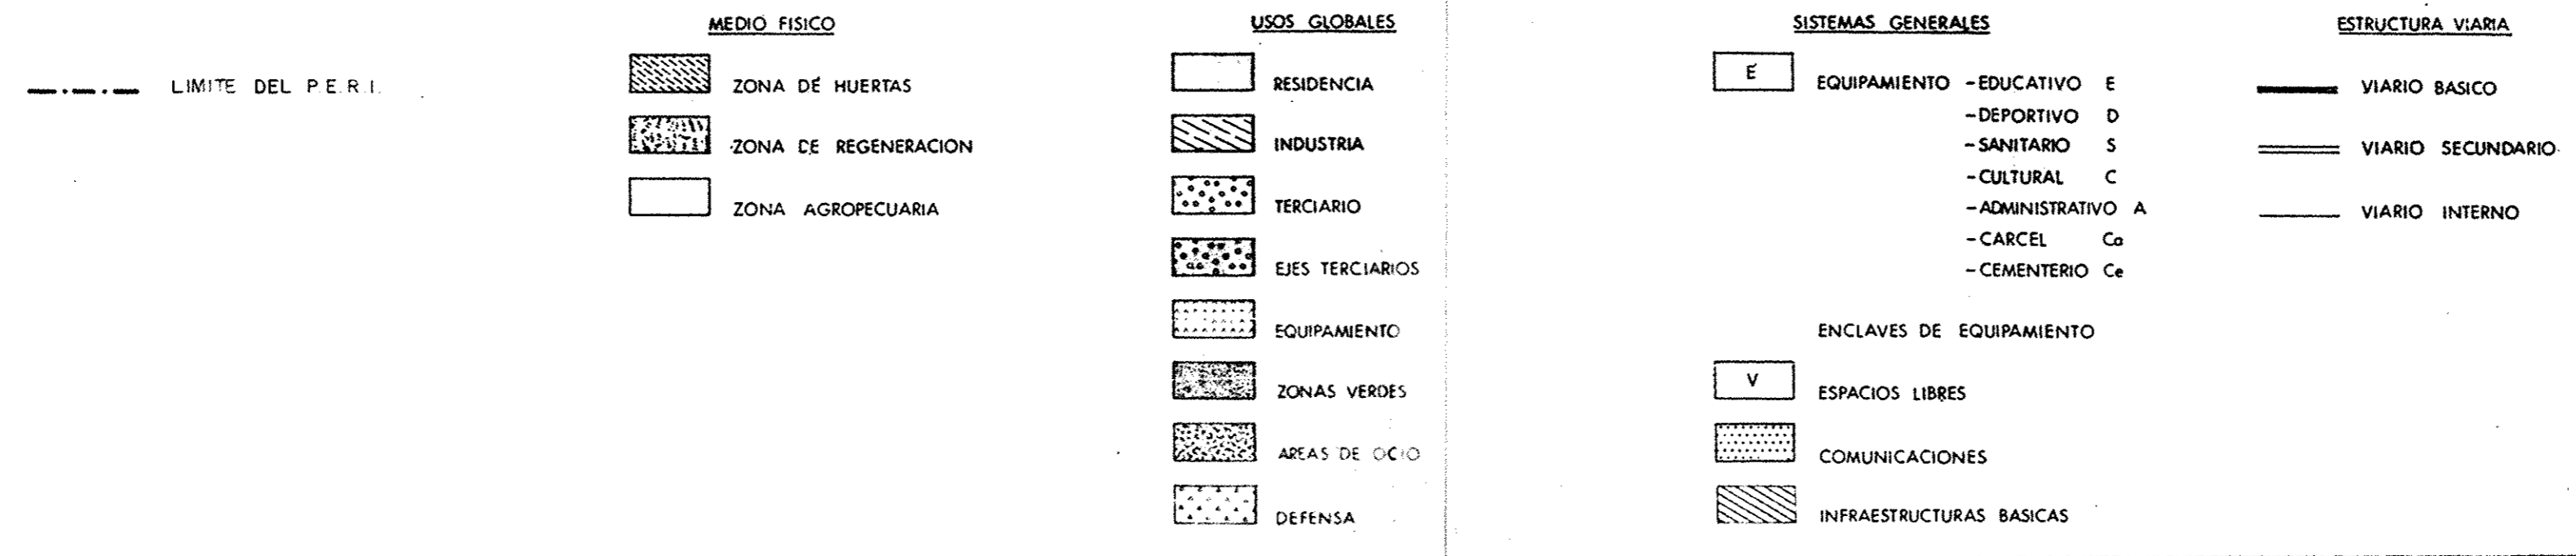 LIMITE DEL P.E.R.I.
MEDIO FISICO
ZONA DE HUERTAS
ZONA DE REGENERACION
ZONA AGROPECUARIA
USOS GLOBALES
RESIDENCIA
INDUSTRIA
TERCIARIO
EJES TERCIARIOS
EQUIPAMIENTO
ZONAS VERDES
AREAS DE OCIO
DEFENSA
SISTEMAS GENERALES
E EQUIPAMIENTO - EDUCATIVO E
- DEPORTIVO D
- SANITARIO S
- CULTURAL C
- ADMINISTRATIVO A
- CARCEL Ca
- CEMENTERIO Ce
ENCLAVES DE EQUIPAMIENTO
V ESPACIOS LIBRES
COMUNICACIONES
INFRAESTRUCTURAS BASICAS
ESTRUCTURA VIARIA
VIARIO BASICO
VIARIO SECUNDARIO
VIARIO INTERNO